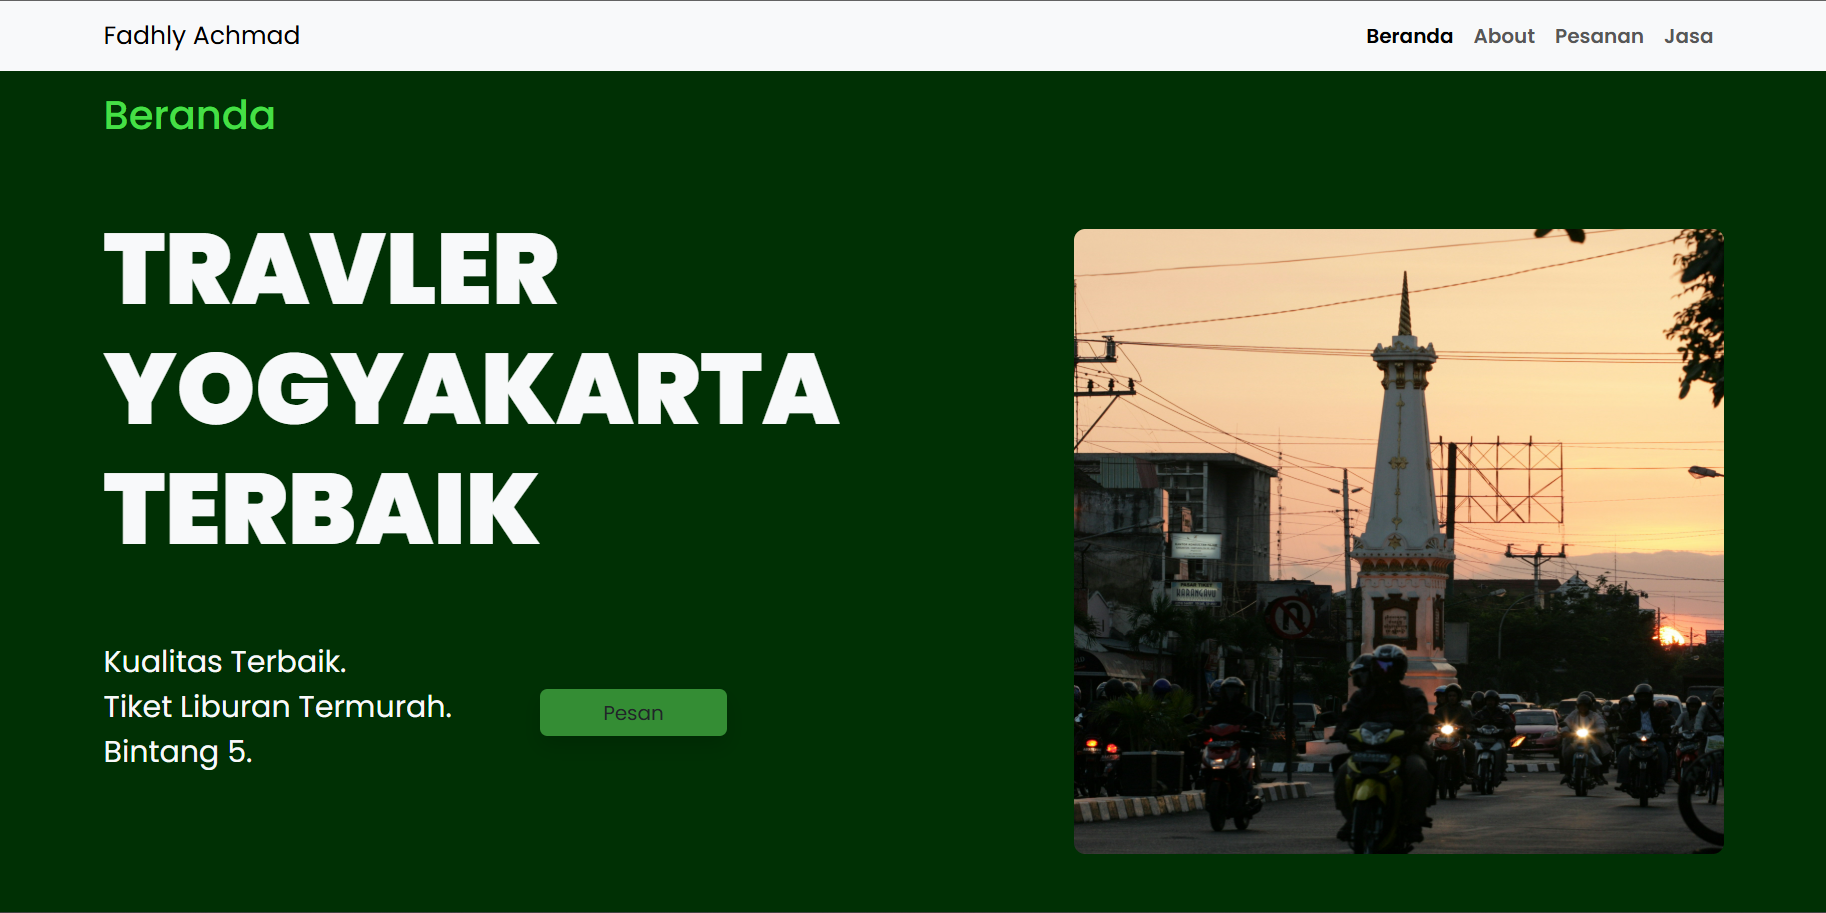 Fadhly Achmad
Beranda About Pesanan Jasa
Beranda
TRAVLER
YOGYAKARTA
TERBAIK
Kualitas Terbaik.
Tiket Liburan Termurah.
Bintang 5.
Pesan